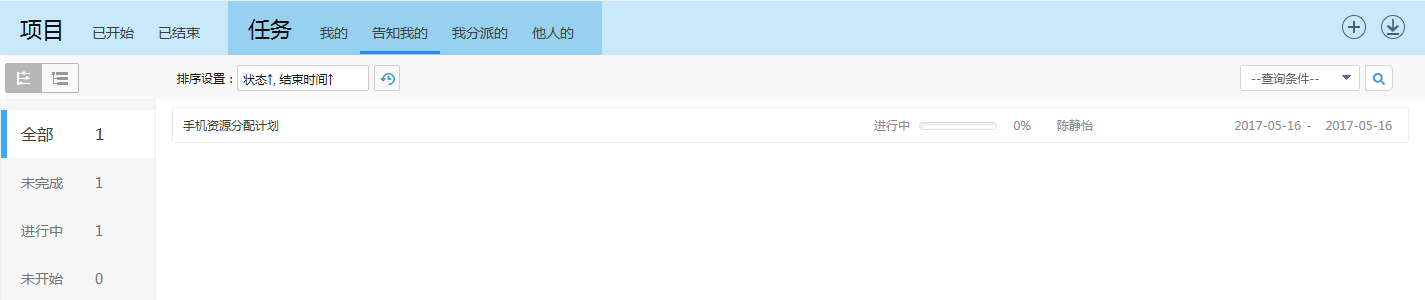 项目 已开始 已结束 任务 我的 告知我的 我分派的 他人的
排序设置： 状态↑, 结束时间↑ --查询条件--
全部 1
手机资源分配计划 进行中 0% 陈静怡 2017-05-16 - 2017-05-16
未完成 1
进行中 1
未开始 0